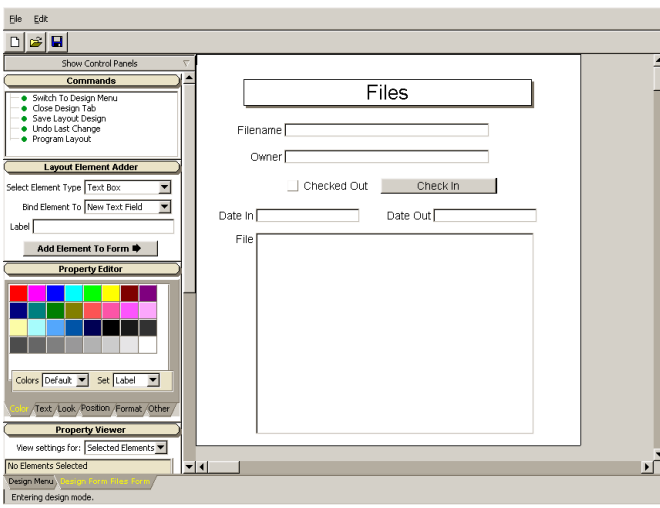 File Edit
Show Control Panels
Commands
Switch To Design Menu
Close Design Tab
Save Layout Design
Undo Last Change
Program Layout
Layout Element Adder
Select Element Type Text Box
Bind Element To New Text Field
Label
Add Element To Form
Property Editor
Colors Default Set Label
Color Text Look Position Format Other
Property Viewer
View settings for: Selected Elements
No Elements Selected
Design Menu Design Form Files Form
Entering design mode.
Files
Filename
Owner
Checked Out Check In
Date In Date Out
File